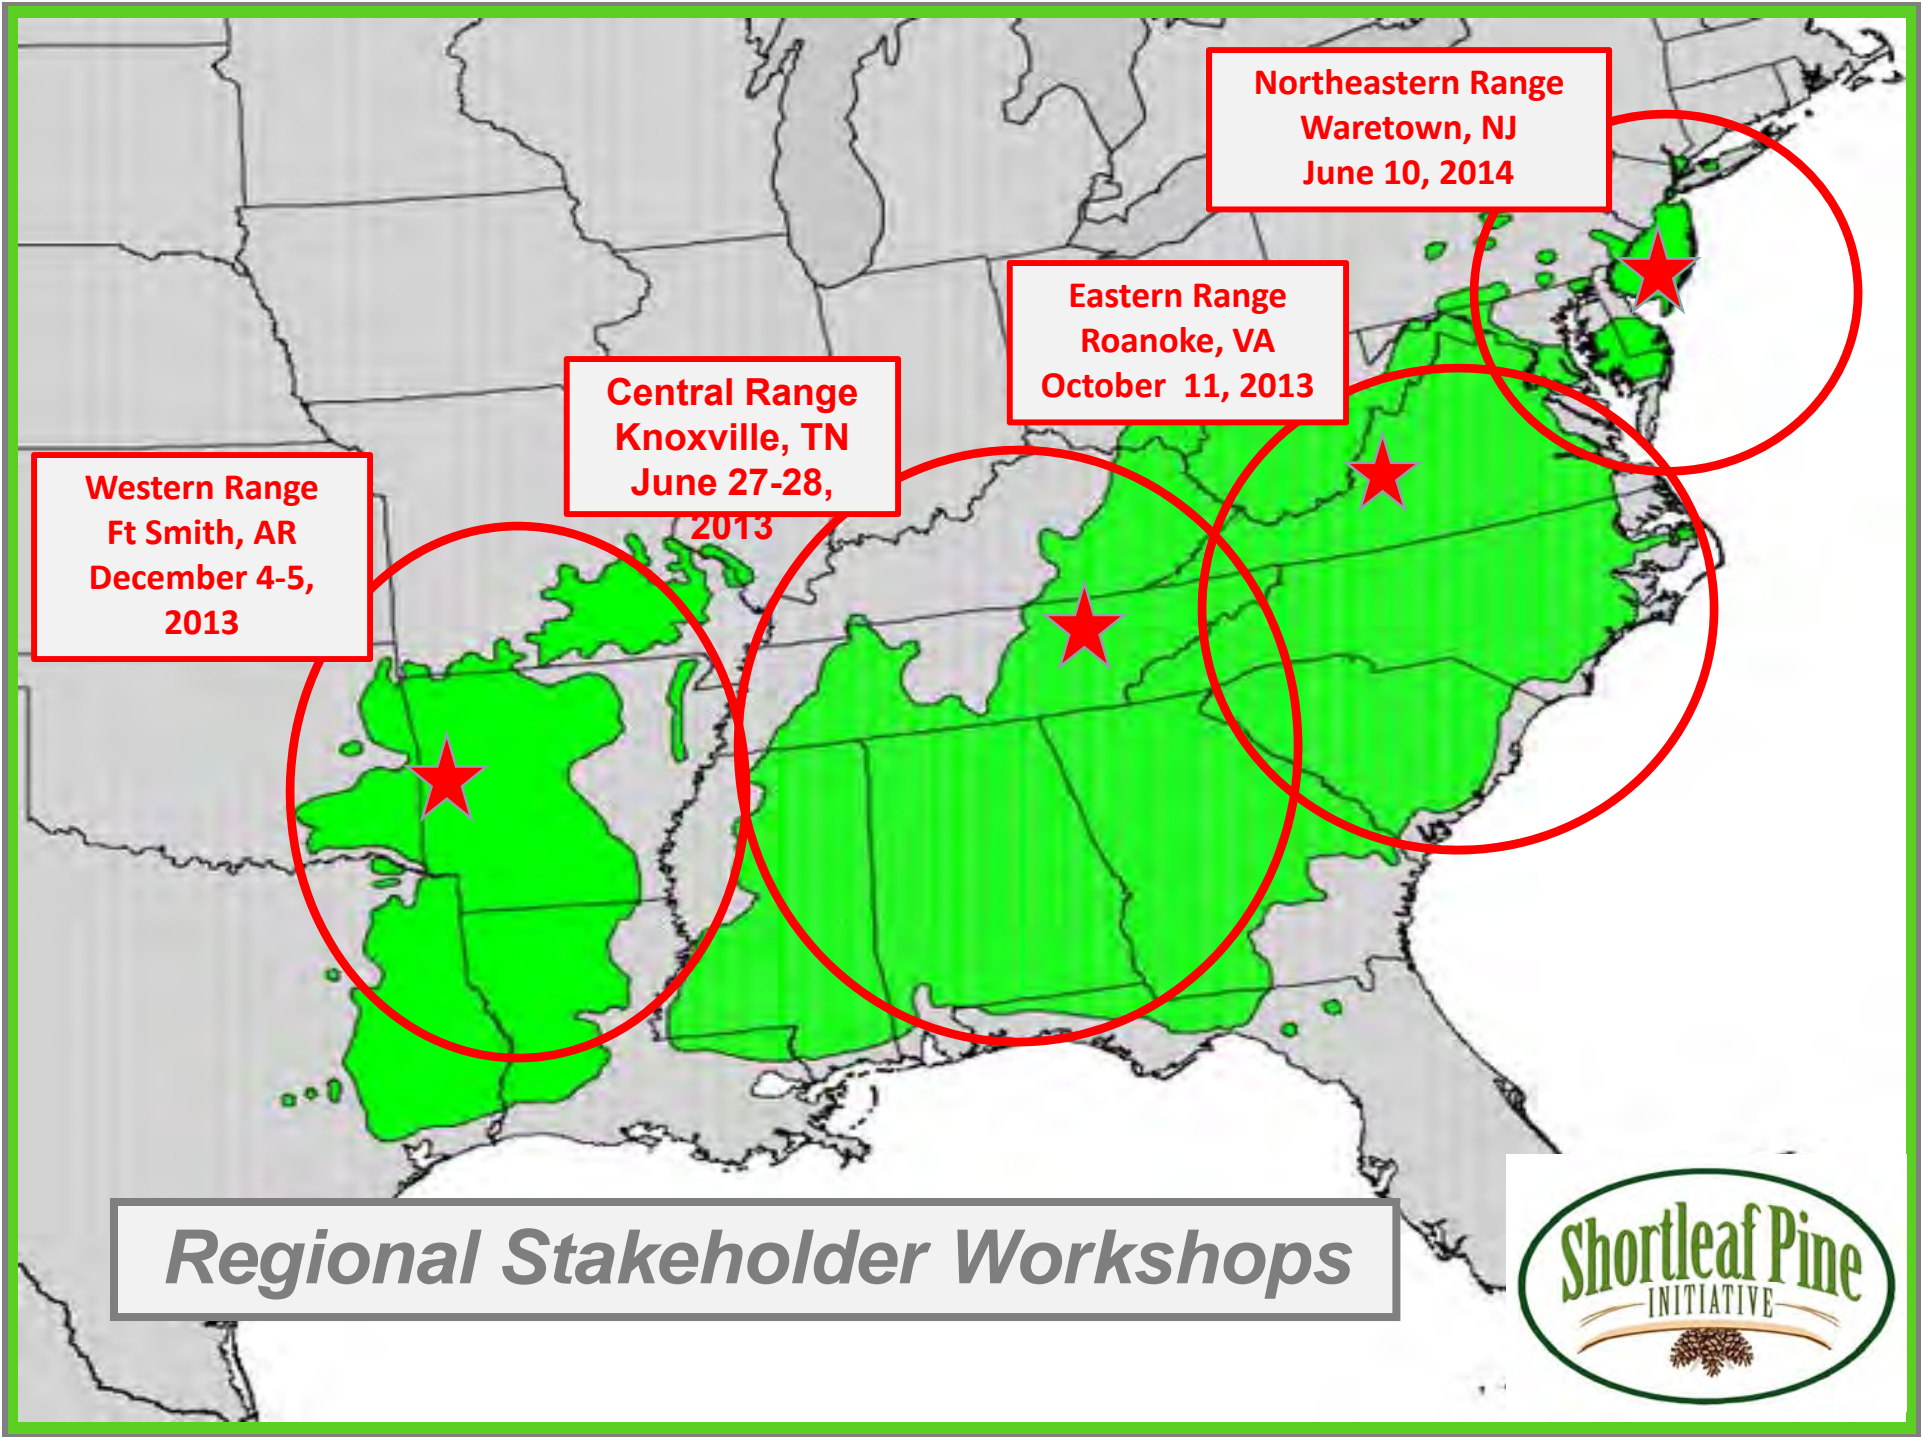 Northeastern Range
Waretown, NJ
June 10, 2014
Eastern Range
Roanoke, VA
October  11, 2013
Central Range
Knoxville, TN
June 27-28,
2013
Western Range
Ft Smith, AR
December 4-5,
2013
Regional Stakeholder Workshops
Shortleaf Pine
INITIATIVE